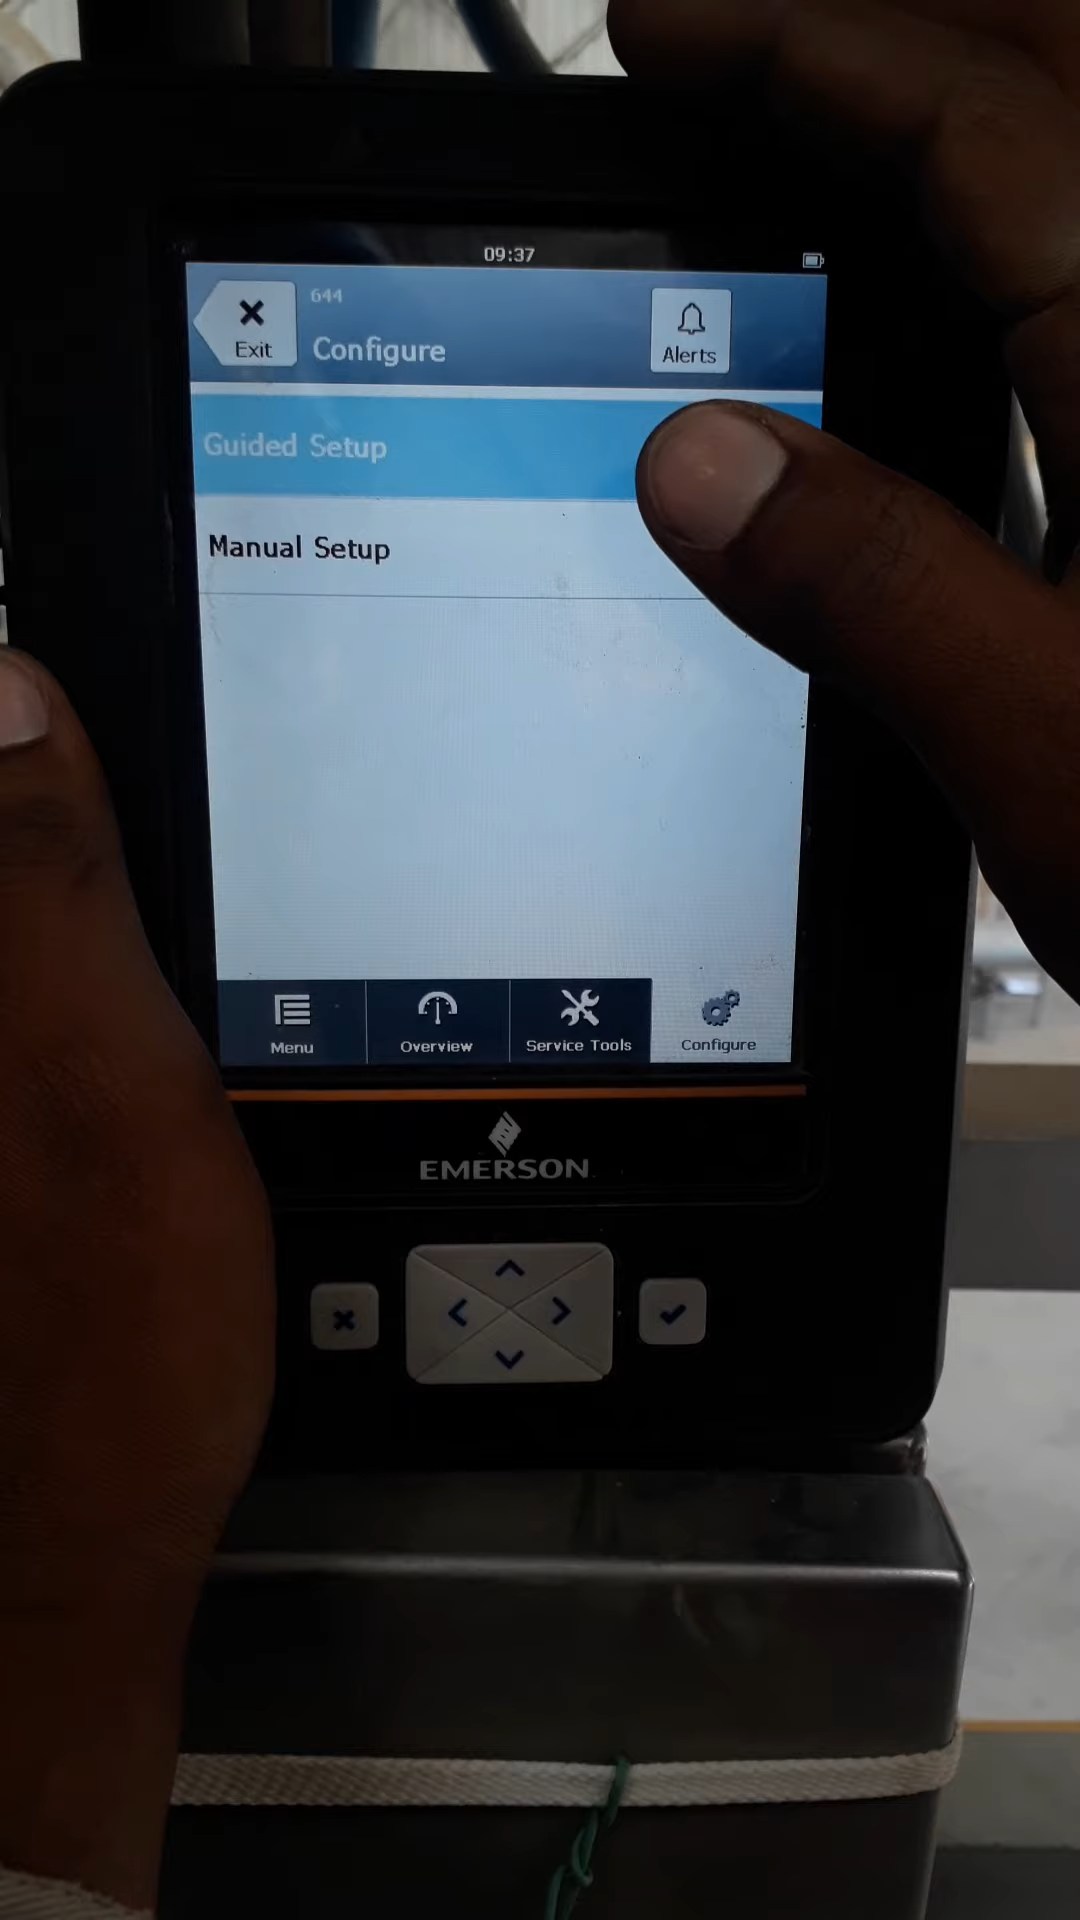 09:37
644
Exit
Configure
Alerts
Guided Setup
Manual Setup
Menu
Overview
Service Tools
Configure
EMERSON